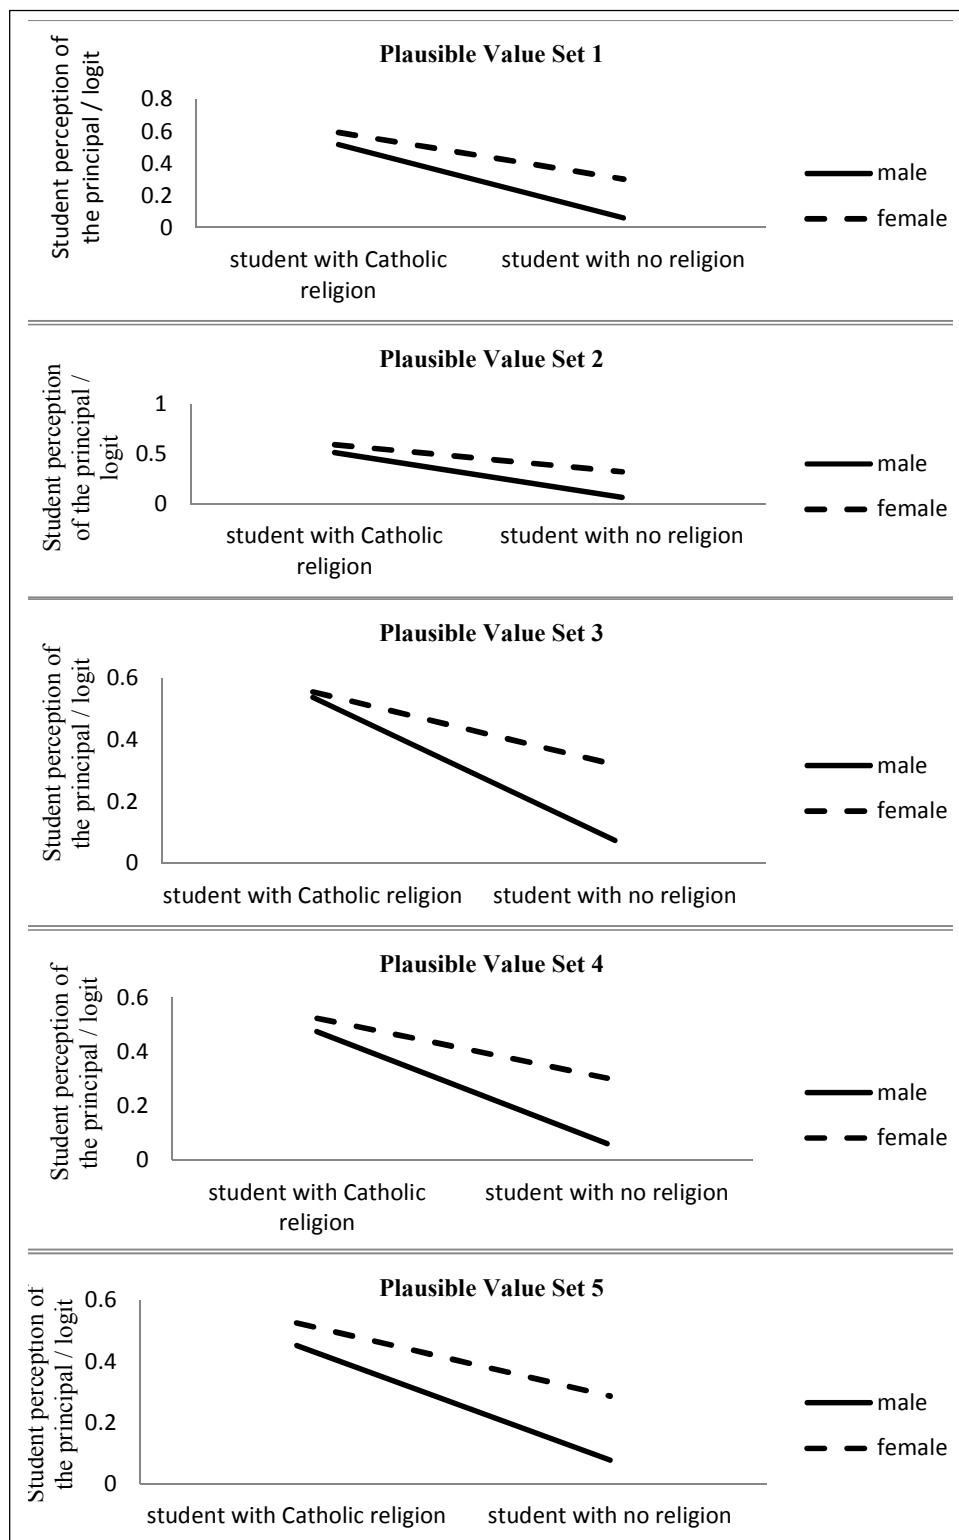 Plausible Value Set 1
Student perception of
the principal / logit
0.8
0.6
0.4
0.2
0
student with Catholic
religion
student with no religion
male
female
Plausible Value Set 2
Student perception
of the principal /
logit
1
0.5
0
student with Catholic
religion
student with no religion
male
female
Plausible Value Set 3
Student perception of
the principal / logit
0.6
0.4
0.2
0
student with Catholic religion
student with no religion
male
female
Plausible Value Set 4
Student perception of
the principal / logit
0.6
0.4
0.2
0
student with Catholic
religion
student with no religion
male
female
Plausible Value Set 5
Student perception of
the principal / logit
0.6
0.4
0.2
0
student with Catholic religion
student with no religion
male
female